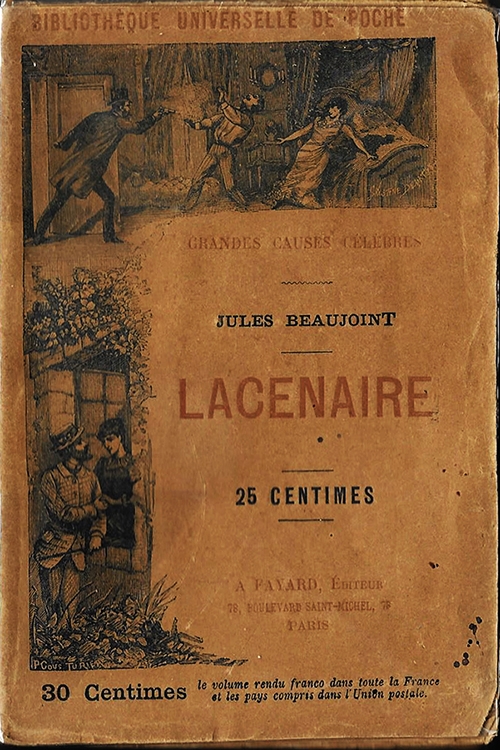 BIBLIOTHÈQUE UNIVERSELLE DE POCHE
GRANDES CAUSES CÉLÈBRES
JULES BEAUJOINT
LACENAIRE
25 CENTIMES
A FAYARD, ÉDITEUR
78, BOULEVARD SAINT-MICHEL, 78
PARIS
30 Centimes
le volume rendu franco dans toute la France
et les pays compris dans l'Union postale.